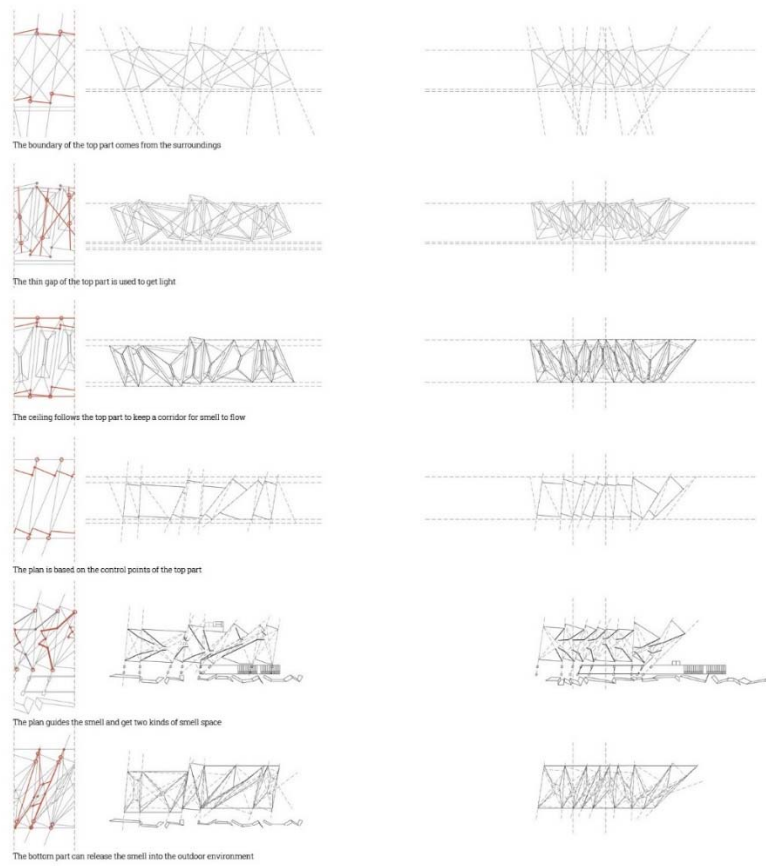 The boundary of the top part comes from the surroundings
The thin gap of the top part is used to get light
The ceiling follows the top part to keep a corridor for smell to flow
The plan is based on the control points of the top part
The plan guides the smell and get two kinds of smell space
The bottom part can release the smell into the outdoor environment